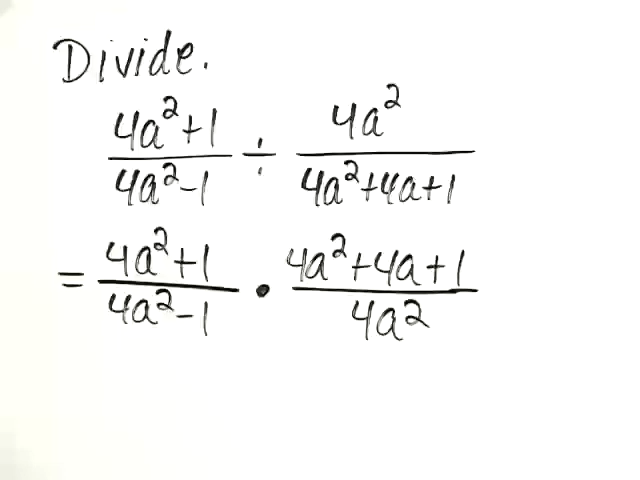 Divide.
(4a²+1)/(4a²-1) ÷ 4a²/(4a²+4a+1)
= (4a²+1)/(4a²-1) • (4a²+4a+1)/4a²